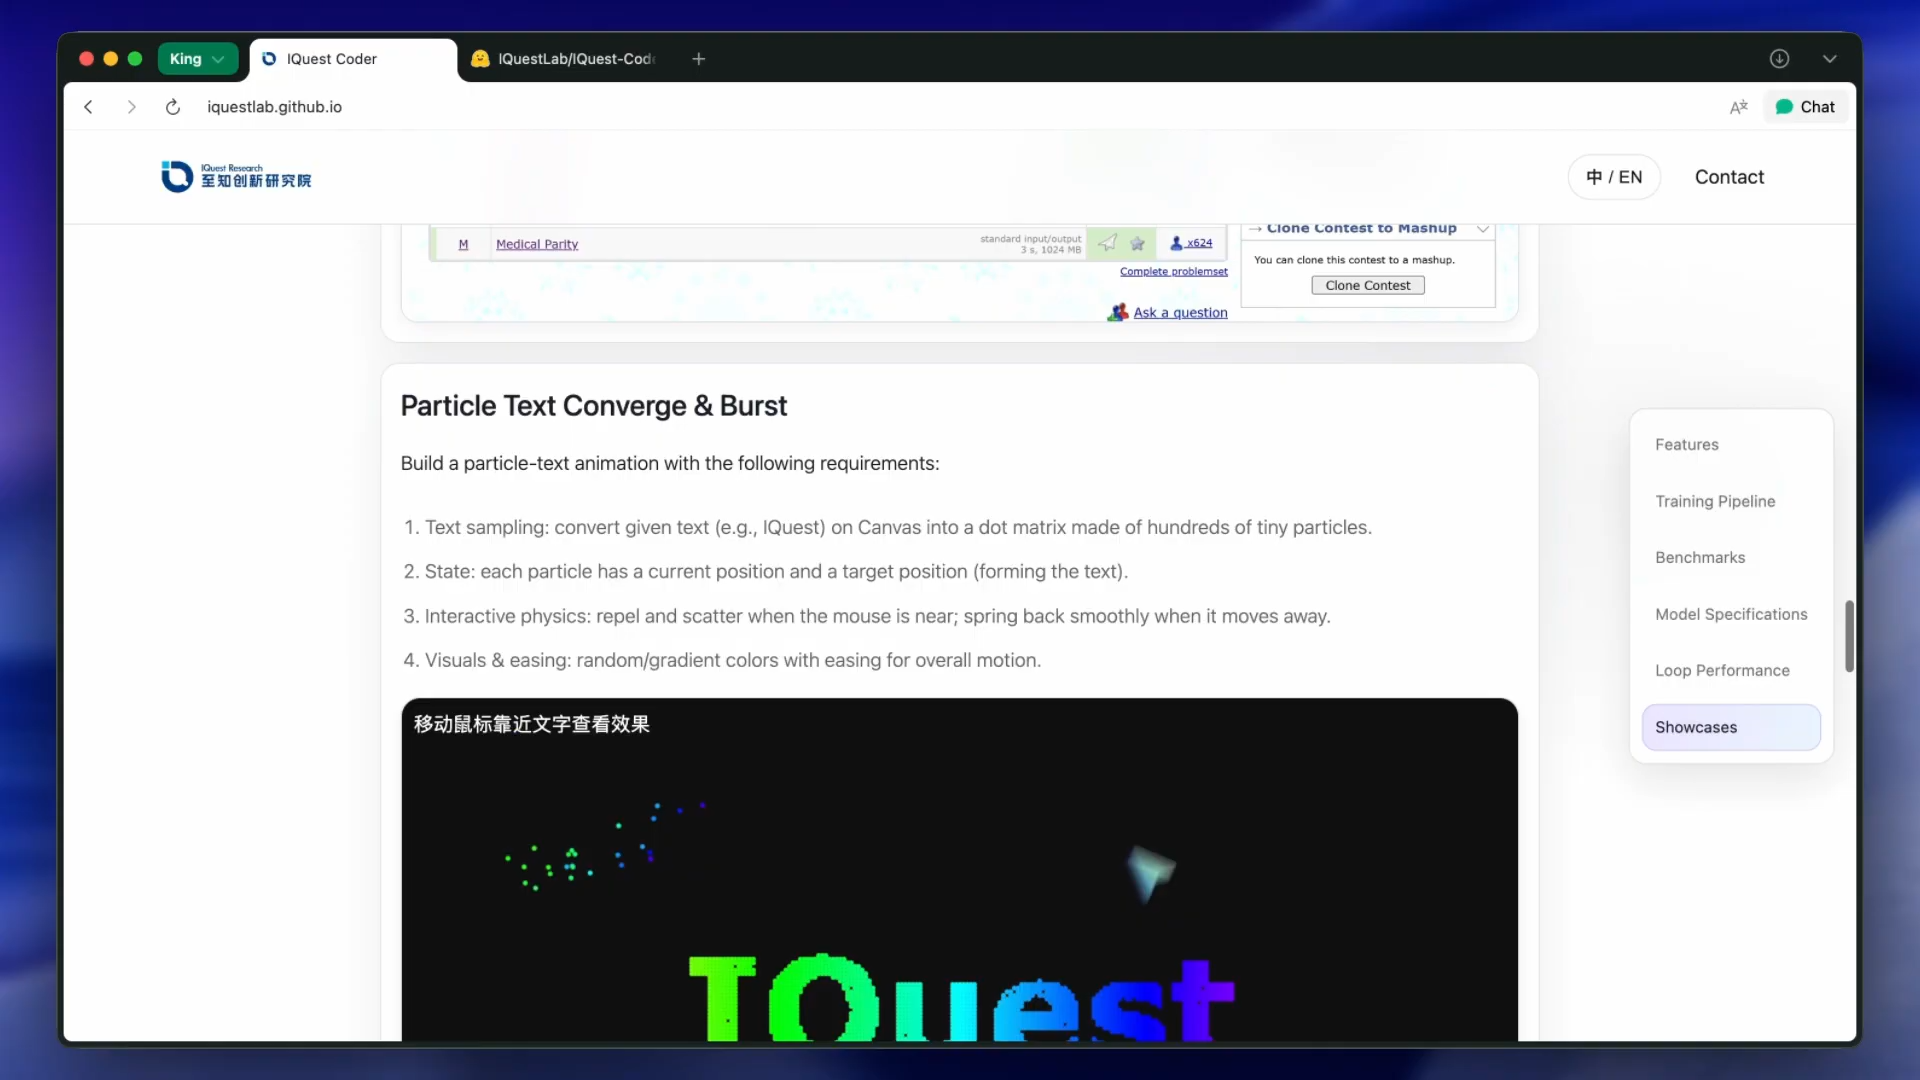 King
IQuest Coder
IQuestLab/IQuest-Cod
iquestlab.github.io
Chat
IQuest Research
至知创新研究院
中 / EN
Contact
M
Medical Parity
standard input/output
3 s, 1024 MB
x624
Complete problemset
Ask a question
→ Clone Contest to Mashup
You can clone this contest to a mashup.
Clone Contest
Particle Text Converge & Burst
Build a particle-text animation with the following requirements:
1. Text sampling: convert given text (e.g., IQuest) on Canvas into a dot matrix made of hundreds of tiny particles.
2. State: each particle has a current position and a target position (forming the text).
3. Interactive physics: repel and scatter when the mouse is near; spring back smoothly when it moves away.
4. Visuals & easing: random/gradient colors with easing for overall motion.
移动鼠标靠近文字查看效果
IQuest
Features
Training Pipeline
Benchmarks
Model Specifications
Loop Performance
Showcases